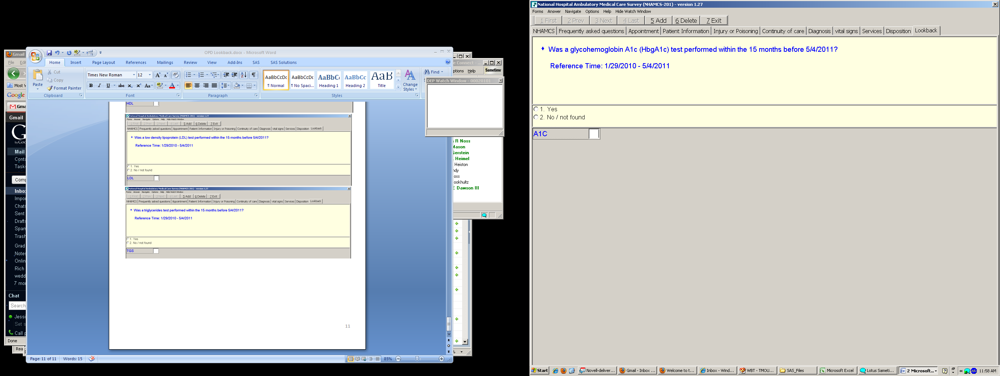 Gmail
File Edi
Most V
Google
Gma
Gmail
G
by Goo
Mail
Conta
Task
Comp
Inbo
Impor
Chats
Sent
Drafts
Spam
Trash
Grad
Notes
Onlin
Rich
wedd
7 mor
Chat
Search
Jessi
Set s
Call p
Done
Rea
OPD Lookback.docx - Microsoft Word
Home Insert Page Layout References Mailings Review View Add-Ins SAS SAS Solutions
Paste
Cut
Copy
Format Painter
Clipboard
Times New Roman 12
Font
Paragraph
AaBbCcDc AaBbCcDc AaBbC AaBbCc AaB
¶ Normal ¶ No Spaci... Heading 1 Heading 2 Title
Change Styles
Styles
Find
HDL
National Hospital Ambulatory Medical Care Survey (NHAMCS-201) - version 1.27
Forms Answer Navigate Options Help Hide Watch Window
1 First 2 Prev 3 Next 4 Last 5 Add 6 Delete 7 Exit
NHAMCS Frequently asked questions Appointment Patient Information Injury or Poisoning Continuity of care Diagnosis vital signs Services Disposition Lookback
Was a low density lipoprotein (LDL) test performed within the 15 months before 5/4/2011?
Reference Time: 1/29/2010 - 5/4/2011
1. Yes
2. No / not found
LDL
National Hospital Ambulatory Medical Care Survey (NHAMCS-201) - version 1.27
Forms Answer Navigate Options Help Hide Watch Window
1 First 2 Prev 3 Next 4 Last 5 Add 6 Delete 7 Exit
NHAMCS Frequently asked questions Appointment Patient Information Injury or Poisoning Continuity of care Diagnosis vital signs Services Disposition Lookback
Was a triglycerides test performed within the 15 months before 5/4/2011?
Reference Time: 1/29/2010 - 5/4/2011
1. Yes
2. No / not found
TGS
11
Page: 11 of 11 Words: 15
85%
e Connect - ...
ptions Help Sametime
DEP Watch Window - 00020101
R Noss
Mason
Gerstein
Heimel
Heiston
ndy
oss
ookhultz
E Dawson III
National Hospital Ambulatory Medical Care Survey (NHAMCS-201) - version 1.27
Forms Answer Navigate Options Help Hide Watch Window
1 First 2 Prev 3 Next 4 Last 5 Add 6 Delete 7 Exit
NHAMCS Frequently asked questions Appointment Patient Information Injury or Poisoning Continuity of care Diagnosis vital signs Services Disposition Lookback
Was a glycohemoglobin A1c (HbgA1c) test performed within the 15 months before 5/4/2011?
Reference Time: 1/29/2010 - 5/4/2011
1. Yes
2. No / not found
A1C
Start Novell-deliver... Gmail - Inbox ... Welcome to t... Inbox - Wind... WBT - TMOU... SAS_Files Microsoft Excel Lotus Sameti... 2 Microsoft... 11:58 AM